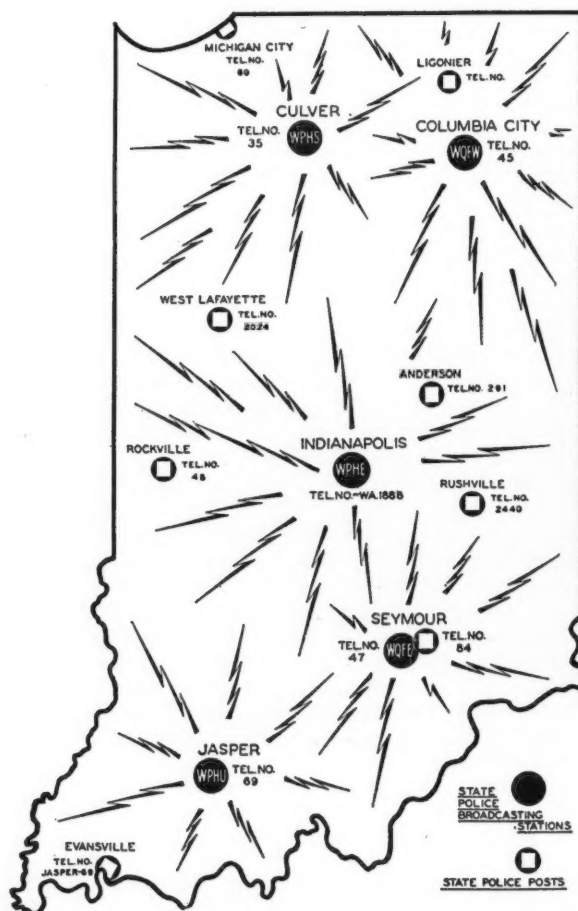 MICHIGAN CITY
TEL.NO.
89
LIGONIER
TEL.NO.
CULVER
TEL.NO.
35
WPHS
COLUMBIA CITY
WQFW
TEL.NO.
45
WEST LAFAYETTE
TEL.NO.
2024
ANDERSON
TEL.NO. 291
INDIANAPOLIS
WPHE
TEL.NO.-WA.1888
ROCKVILLE
TEL.NO.
48
RUSHVILLE
TEL.NO.
2440
SEYMOUR
TEL.NO.
47
WQFE
TEL.NO.
84
JASPER
WPHU
TEL.NO.
69
EVANSVILLE
TEL.NO.
JASPER-69
STATE
POLICE
BROADCASTING
STATIONS
STATE POLICE POSTS